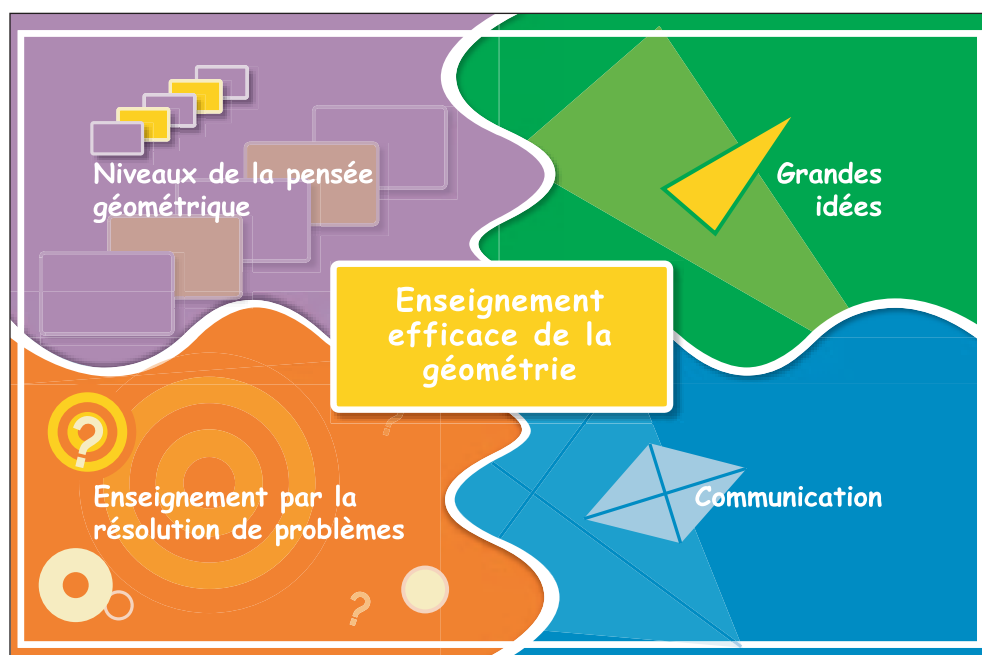 Niveaux de la pensée
géométrique
Grandes
idées
Enseignement
efficace de la
géométrie
?
Enseignement par la
résolution de problèmes
Communication
?
?